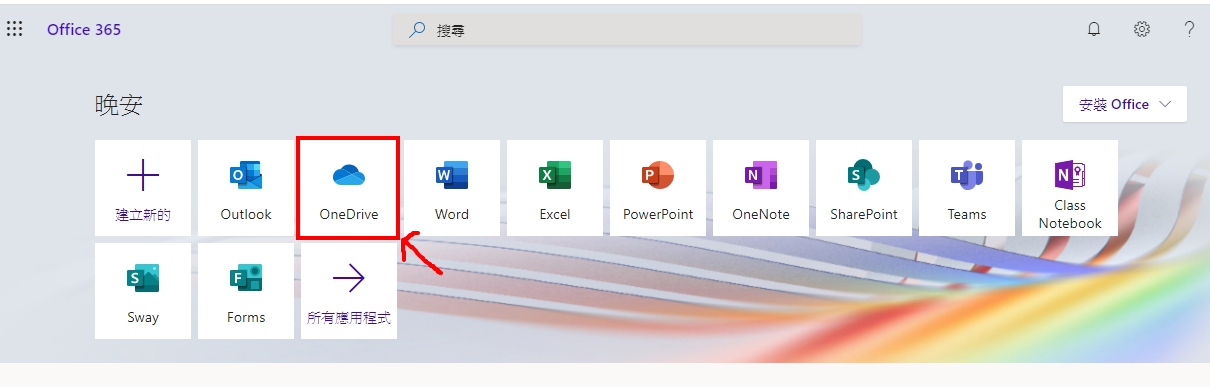 Office 365
搜尋
晚安
安裝 Office
建立新的
Outlook
OneDrive
Word
Excel
PowerPoint
OneNote
SharePoint
Teams
Class
Notebook
Sway
Forms
所有應用程式